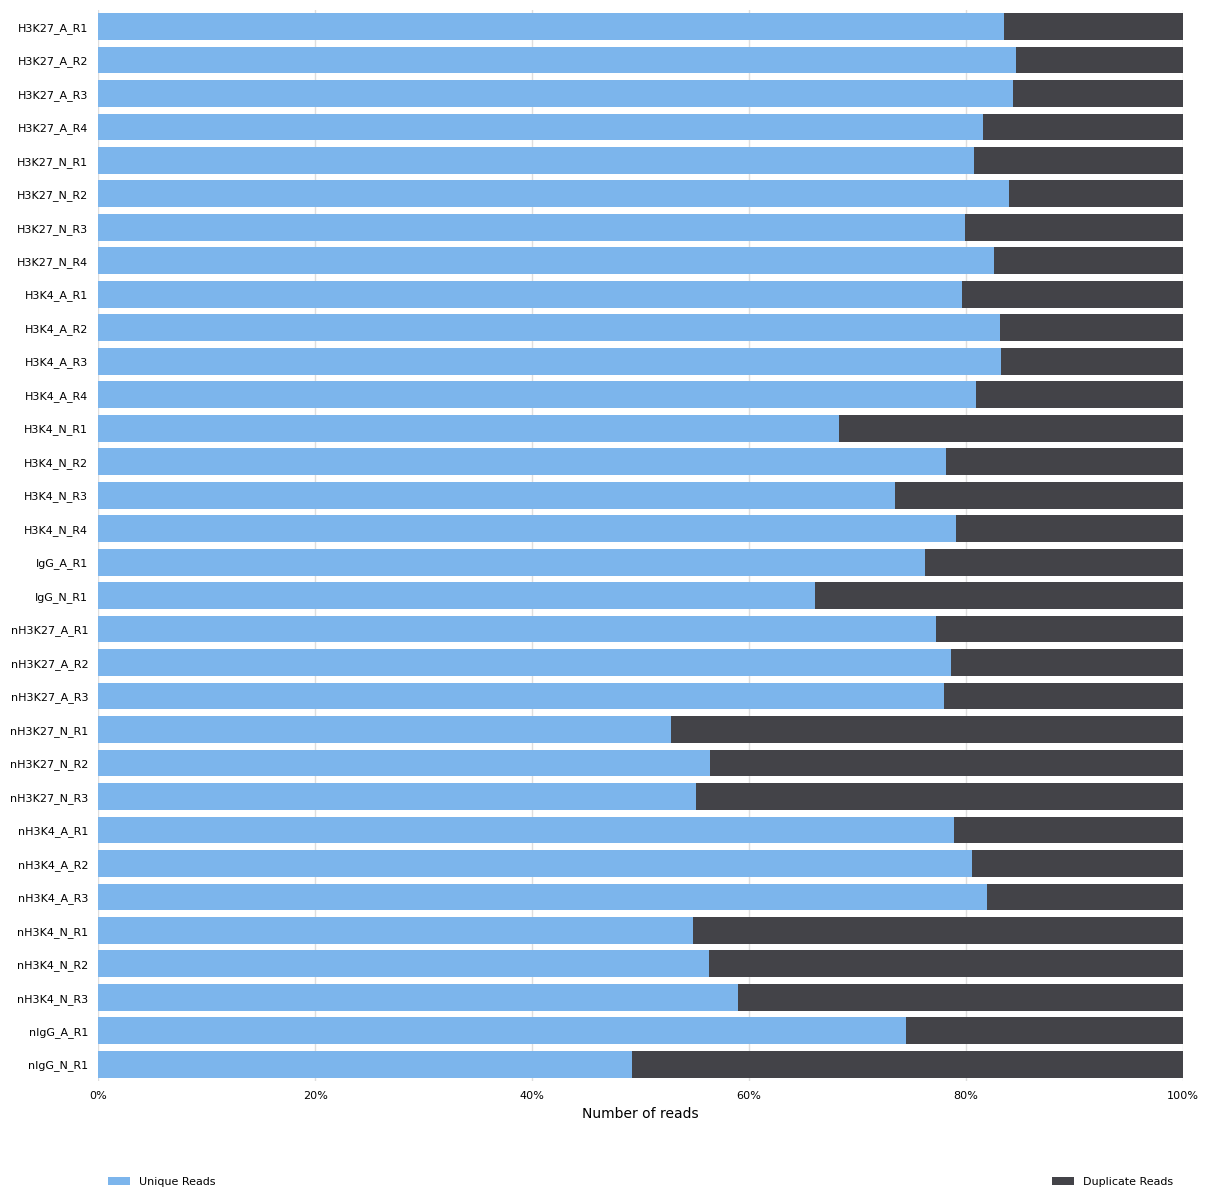 H3K27_A_R1
H3K27_A_R2
H3K27_A_R3
H3K27_A_R4
H3K27_N_R1
H3K27_N_R2
H3K27_N_R3
H3K27_N_R4
H3K4_A_R1
H3K4_A_R2
H3K4_A_R3
H3K4_A_R4
H3K4_N_R1
H3K4_N_R2
H3K4_N_R3
H3K4_N_R4
IgG_A_R1
IgG_N_R1
nH3K27_A_R1
nH3K27_A_R2
nH3K27_A_R3
nH3K27_N_R1
nH3K27_N_R2
nH3K27_N_R3
nH3K4_A_R1
nH3K4_A_R2
nH3K4_A_R3
nH3K4_N_R1
nH3K4_N_R2
nH3K4_N_R3
nIgG_A_R1
nIgG_N_R1
0% 20% 40% 60% 80% 100%
Number of reads
Unique Reads Duplicate Reads